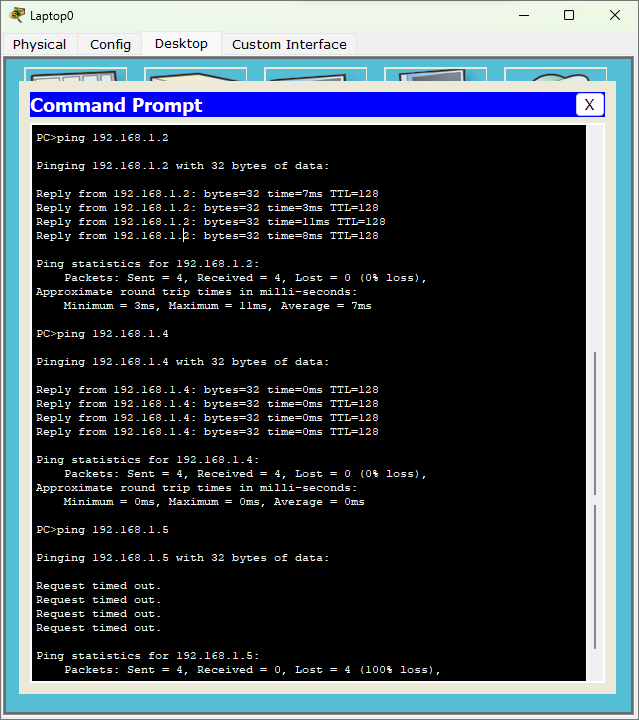 Laptop0
Physical Config Desktop Custom Interface
Command Prompt X
PC>ping 192.168.1.2
Pinging 192.168.1.2 with 32 bytes of data:
Reply from 192.168.1.2: bytes=32 time=7ms TTL=128
Reply from 192.168.1.2: bytes=32 time=3ms TTL=128
Reply from 192.168.1.2: bytes=32 time=11ms TTL=128
Reply from 192.168.1.2: bytes=32 time=8ms TTL=128
Ping statistics for 192.168.1.2:
Packets: Sent = 4, Received = 4, Lost = 0 (0% loss),
Approximate round trip times in milli-seconds:
Minimum = 3ms, Maximum = 11ms, Average = 7ms
PC>ping 192.168.1.4
Pinging 192.168.1.4 with 32 bytes of data:
Reply from 192.168.1.4: bytes=32 time=0ms TTL=128
Reply from 192.168.1.4: bytes=32 time=0ms TTL=128
Reply from 192.168.1.4: bytes=32 time=0ms TTL=128
Reply from 192.168.1.4: bytes=32 time=0ms TTL=128
Ping statistics for 192.168.1.4:
Packets: Sent = 4, Received = 4, Lost = 0 (0% loss),
Approximate round trip times in milli-seconds:
Minimum = 0ms, Maximum = 0ms, Average = 0ms
PC>ping 192.168.1.5
Pinging 192.168.1.5 with 32 bytes of data:
Request timed out.
Request timed out.
Request timed out.
Request timed out.
Ping statistics for 192.168.1.5:
Packets: Sent = 4, Received = 0, Lost = 4 (100% loss),